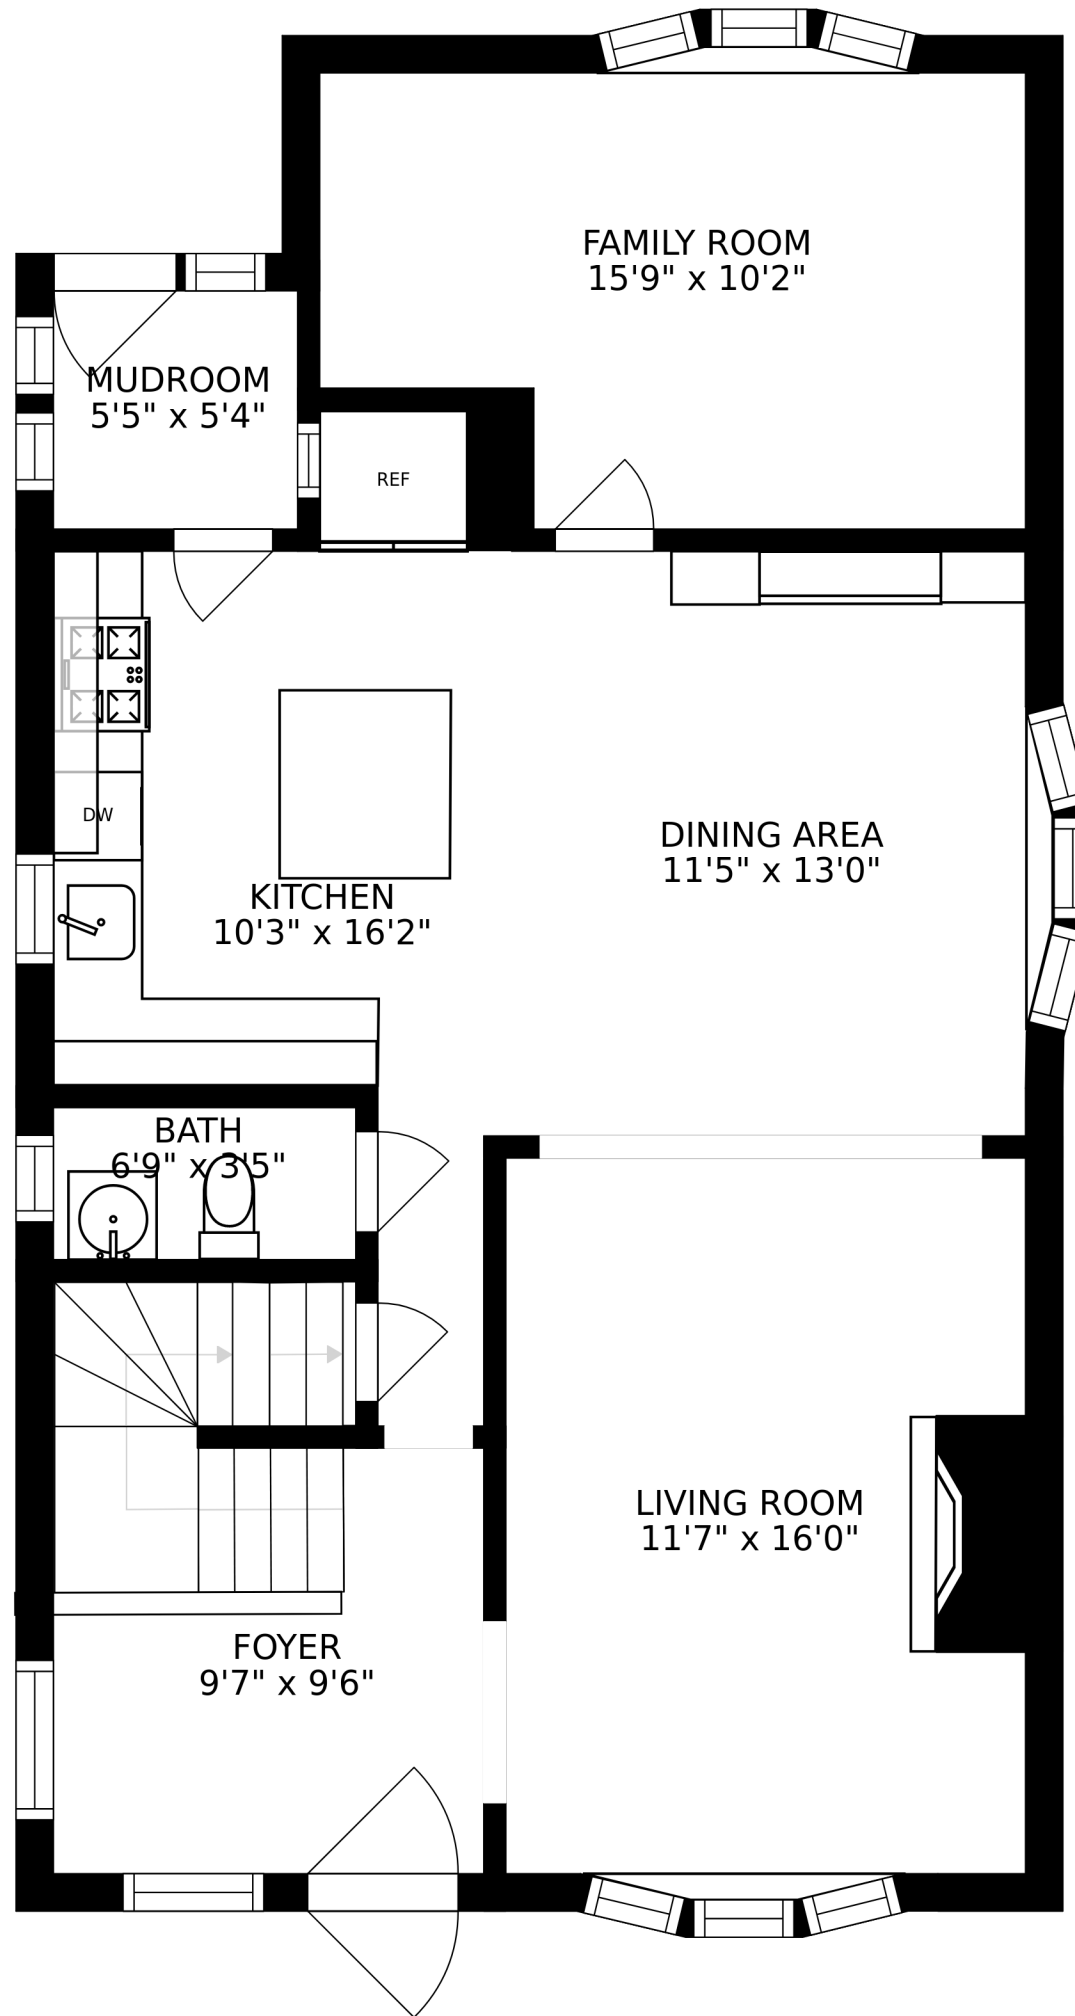 FAMILY ROOM
15'9" x 10'2"
MUDROOM
5'5" x 5'4"
REF
DW
DINING AREA
11'5" x 13'0"
KITCHEN
10'3" x 16'2"
BATH
6'9" x 3'5"
LIVING ROOM
11'7" x 16'0"
FOYER
9'7" x 9'6"